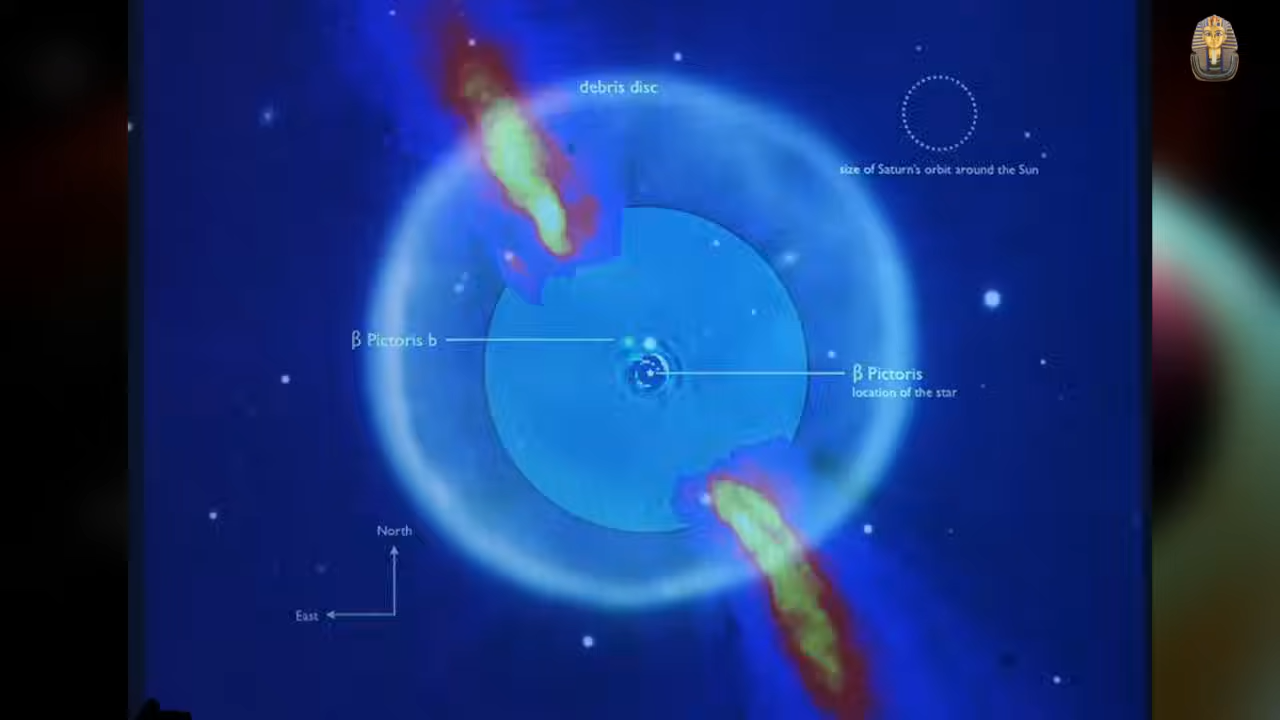 debris disc
size of Saturn's orbit around the Sun
β Pictoris b
β Pictoris
location of the star
North
East